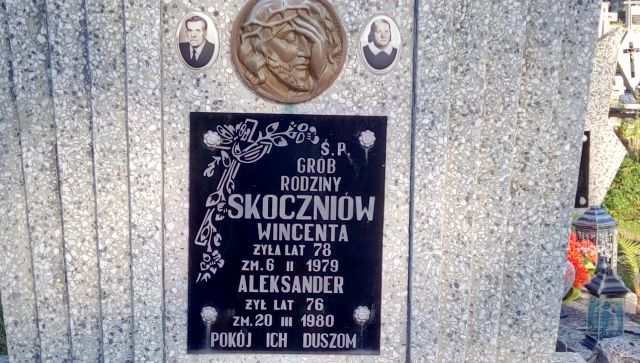 Ś.P.
GRÓB
RODZINY
SKOCZNIÓW
WINCENTA
ŻYŁA LAT 78
ZM. 6 II 1979
ALEKSANDER
ŻYŁ LAT 76
ZM. 20 III 1980
POKÓJ ICH DUSZOM